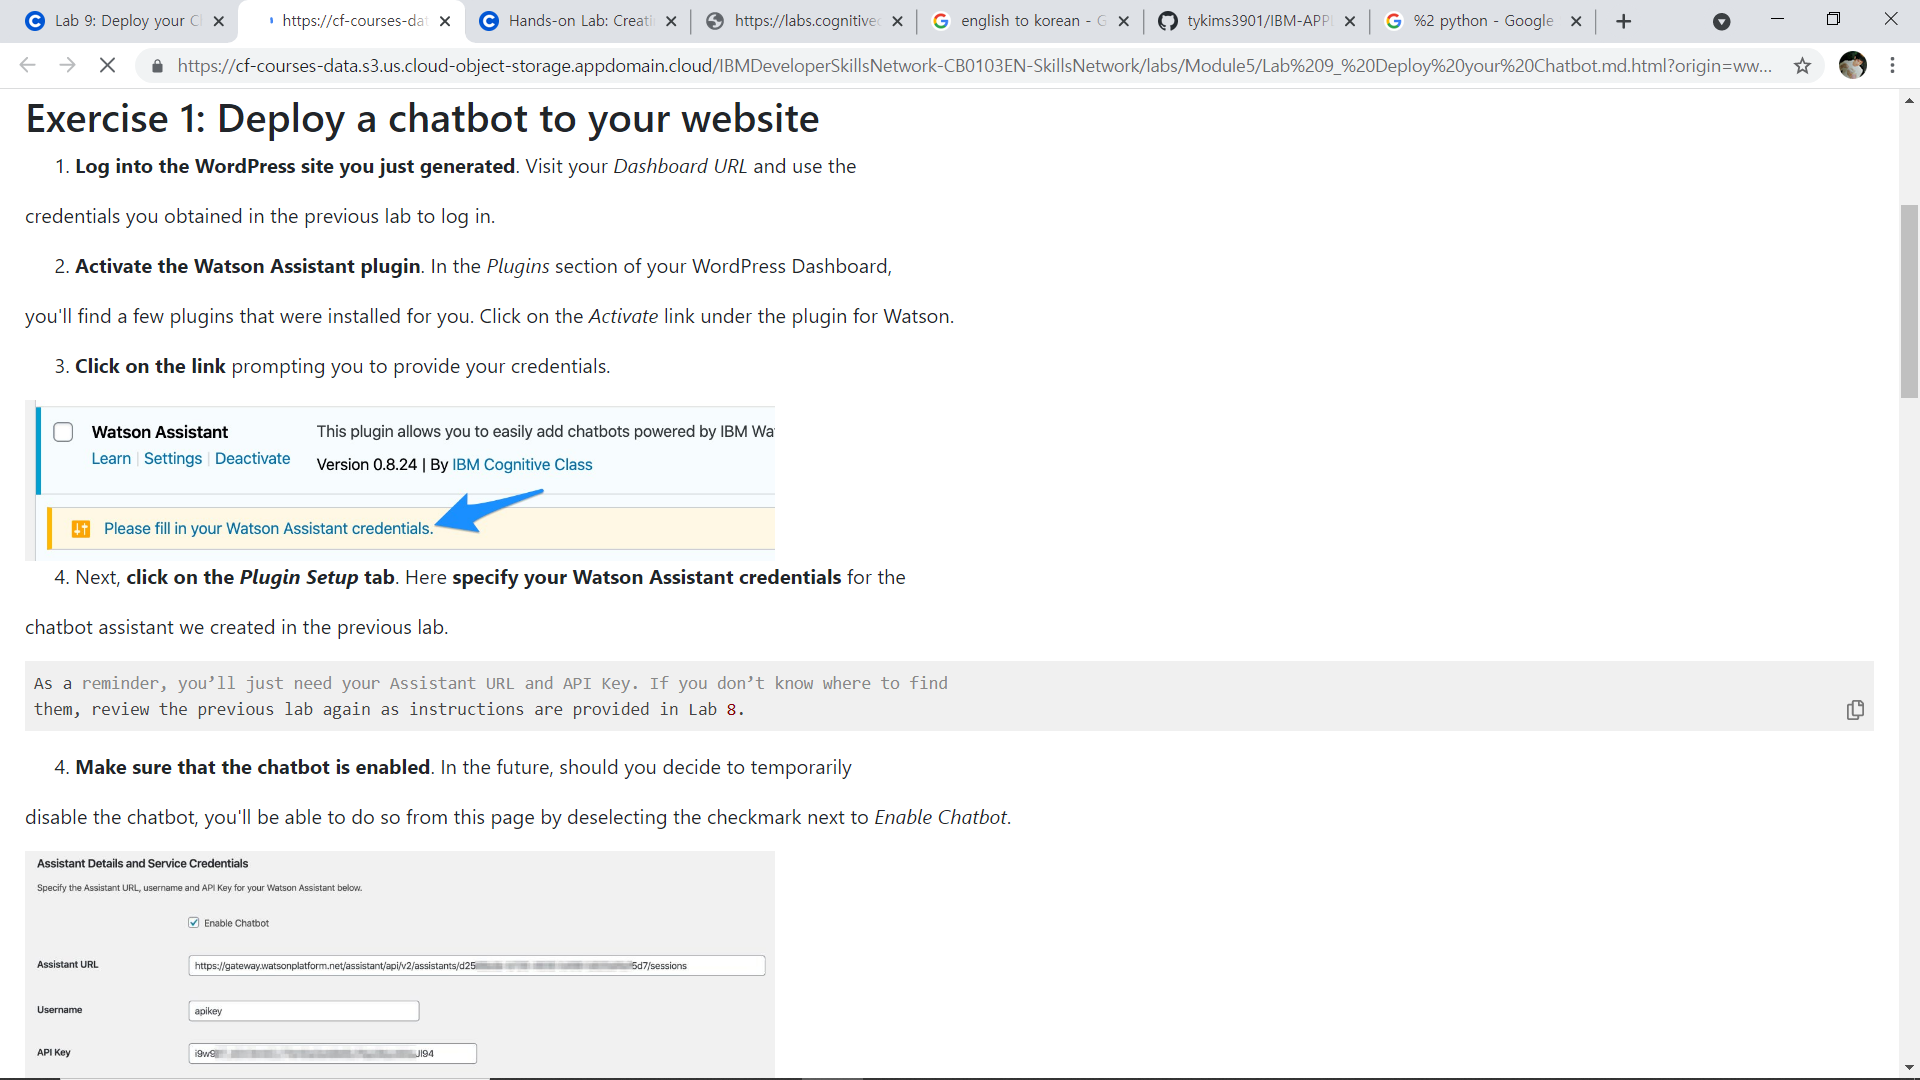 Lab 9: Deploy your Cl
https://cf-courses-dat
Hands-on Lab: Creati
https://labs.cognitivec
english to korean - G
tykims3901/IBM-APPI
%2 python - Google
https://cf-courses-data.s3.us.cloud-object-storage.appdomain.cloud/IBMDeveloperSkillsNetwork-CB0103EN-SkillsNetwork/labs/Module5/Lab%209_%20Deploy%20your%20Chatbot.md.html?origin=ww...
Exercise 1: Deploy a chatbot to your website
1. Log into the WordPress site you just generated. Visit your Dashboard URL and use the
credentials you obtained in the previous lab to log in.
2. Activate the Watson Assistant plugin. In the Plugins section of your WordPress Dashboard,
you'll find a few plugins that were installed for you. Click on the Activate link under the plugin for Watson.
3. Click on the link prompting you to provide your credentials.
Watson Assistant
This plugin allows you to easily add chatbots powered by IBM Wa
Learn | Settings | Deactivate
Version 0.8.24 | By IBM Cognitive Class
Please fill in your Watson Assistant credentials.
4. Next, click on the Plugin Setup tab. Here specify your Watson Assistant credentials for the
chatbot assistant we created in the previous lab.
As a reminder, you’ll just need your Assistant URL and API Key. If you don’t know where to find
them, review the previous lab again as instructions are provided in Lab 8.
4. Make sure that the chatbot is enabled. In the future, should you decide to temporarily
disable the chatbot, you'll be able to do so from this page by deselecting the checkmark next to Enable Chatbot.
Assistant Details and Service Credentials
Specify the Assistant URL, username and API Key for your Watson Assistant below.
Enable Chatbot
Assistant URL
https://gateway.watsonplatform.net/assistant/api/v2/assistants/d25 5d7/sessions
Username
apikey
API Key
i9w9 Jl94